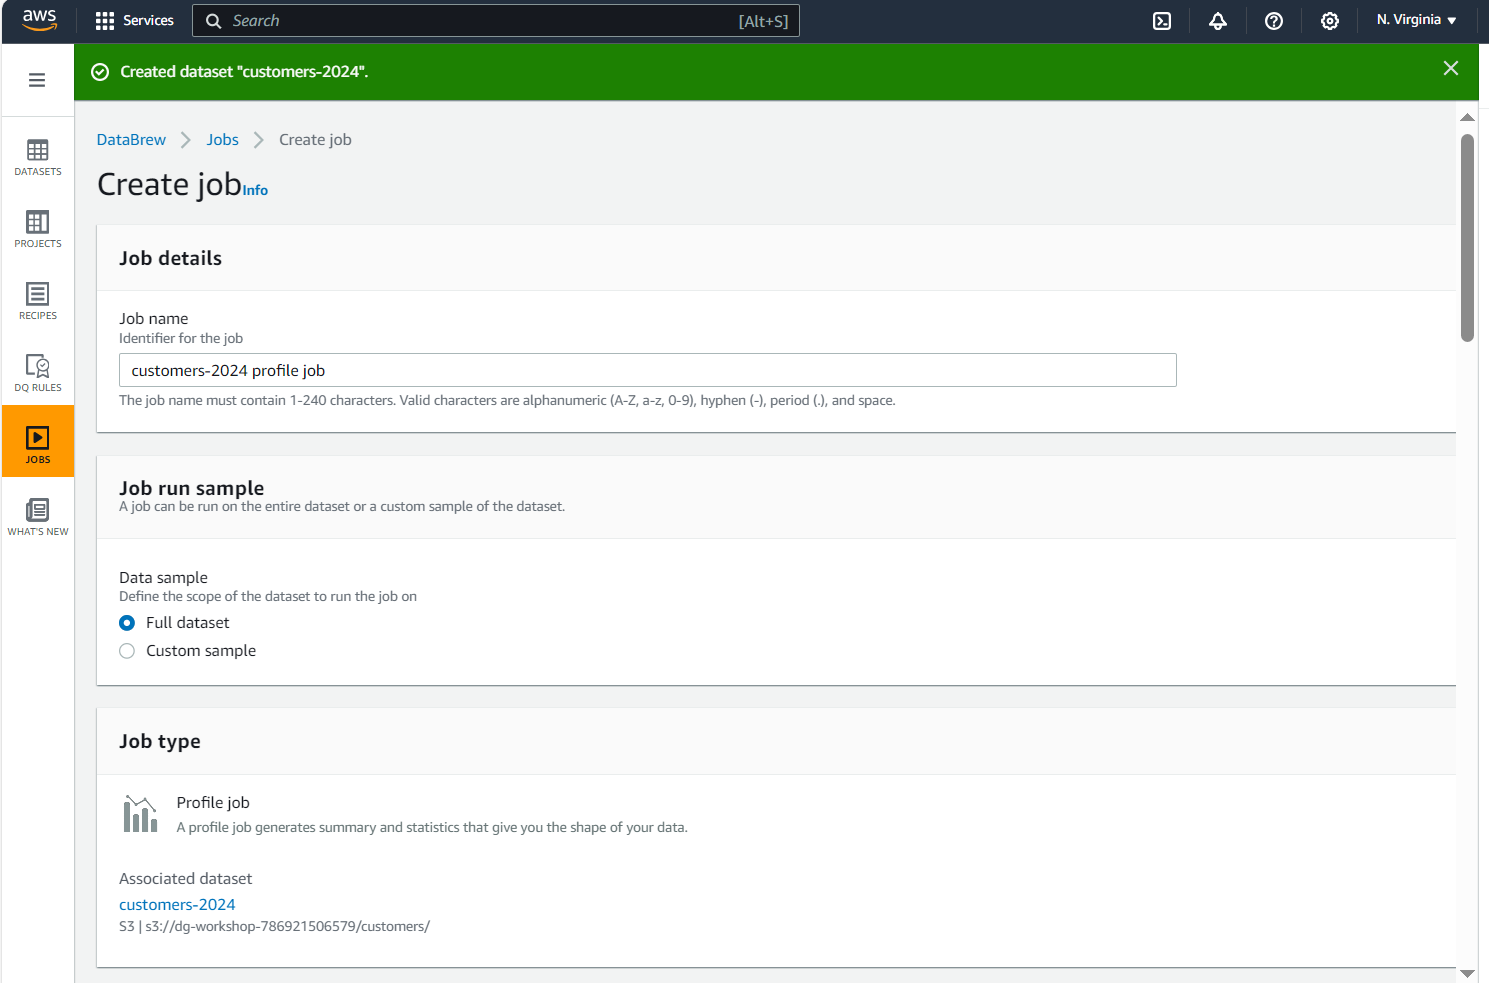 aws
Services
Search
[Alt+S]
N. Virginia
Created dataset "customers-2024".
DATASETS
PROJECTS
RECIPES
DQ RULES
JOBS
WHAT'S NEW
DataBrew
Jobs
Create job
Create job Info
Job details
Job name
Identifier for the job
customers-2024 profile job
The job name must contain 1-240 characters. Valid characters are alphanumeric (A-Z, a-z, 0-9), hyphen (-), period (.), and space.
Job run sample
A job can be run on the entire dataset or a custom sample of the dataset.
Data sample
Define the scope of the dataset to run the job on
Full dataset
Custom sample
Job type
Profile job
A profile job generates summary and statistics that give you the shape of your data.
Associated dataset
customers-2024
S3 | s3://dg-workshop-786921506579/customers/